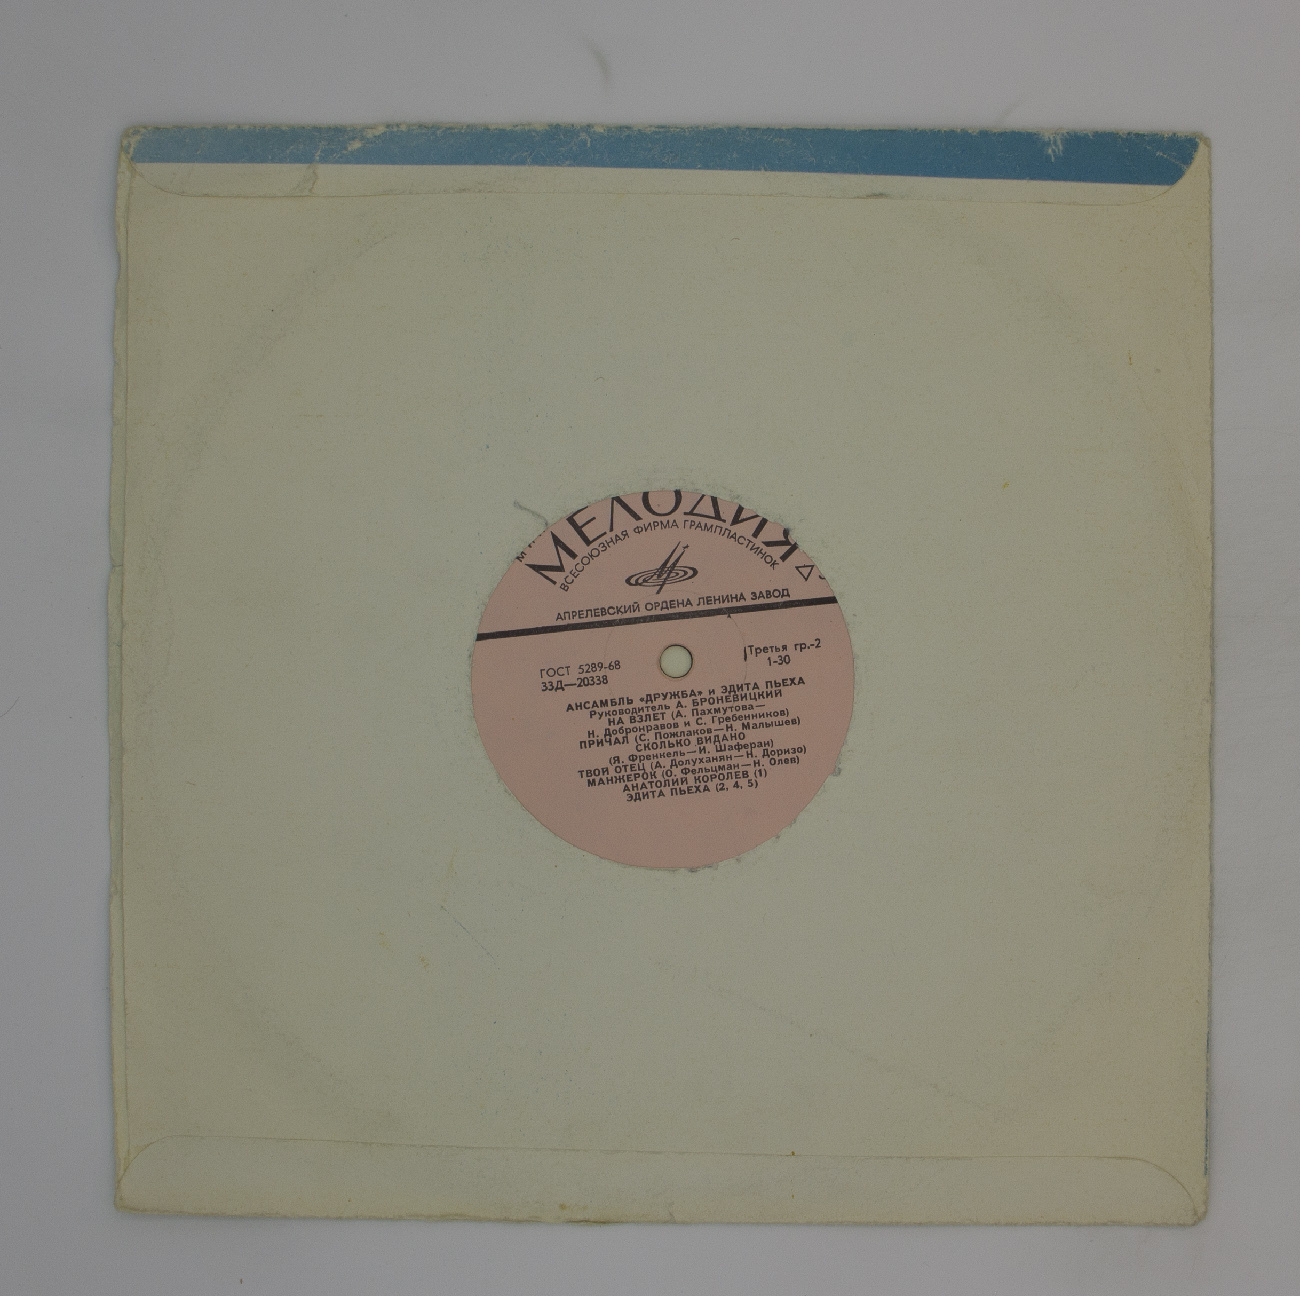 МЕЛОДИЯ
ВСЕСОЮЗНАЯ ФИРМА ГРАМПЛАСТИНОК
АПРЕЛЕВСКИЙ ОРДЕНА ЛЕНИНА ЗАВОД
ГОСТ 5289-68
33Д—20338
Третья гр.-2
1-30
АНСАМБЛЬ «ДРУЖБА» и ЭДИТА ПЬЕХА
Руководитель А. БРОНЕВИЦКИЙ
НА ВЗЛЕТ (А. Пахмутова—
Н. Добронравов и С. Гребенников)
ПРИЧАЛ (С. Пожлаков—Н. Малышев)
СКОЛЬКО ВИДАНО
(Я. Френкель—И. Шаферан)
ТВОЙ ОТЕЦ (А. Долуханян—Н. Доризо)
МАНЖЕРОК (О. Фельцман—Н. Олев)
АНАТОЛИЙ КОРОЛЕВ (1)
ЭДИТА ПЬЕХА (2, 4, 5)